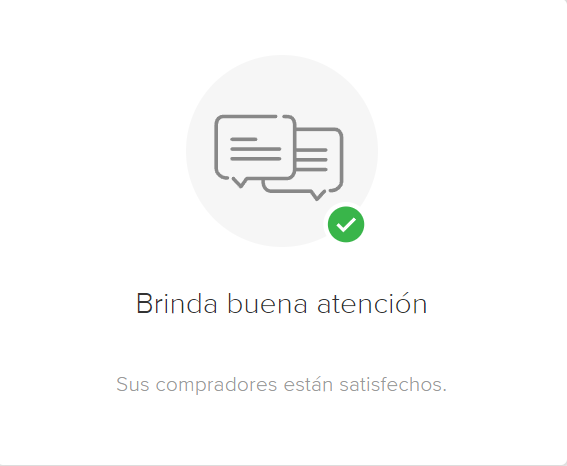 Brinda buena atención
Sus compradores están satisfechos.